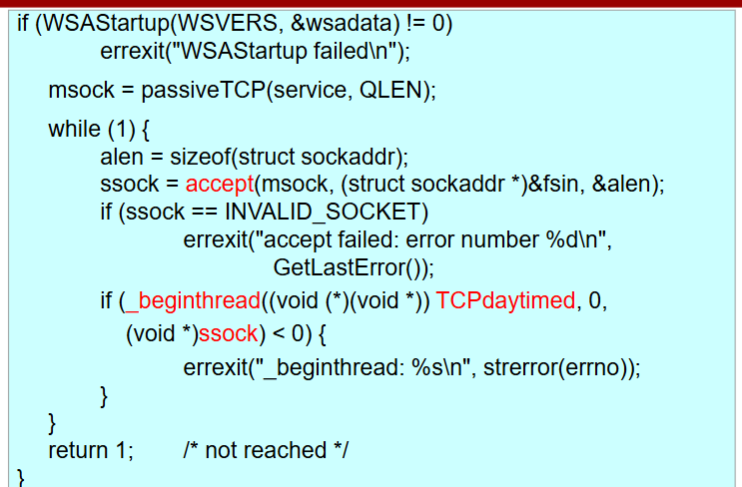 if (WSAStartup(WSVERS, &wsadata) != 0)
errexit("WSAStartup failed\n");
msock = passiveTCP(service, QLEN);
while (1) {
alen = sizeof(struct sockaddr);
ssock = accept(msock, (struct sockaddr *)&fsin, &alen);
if (ssock == INVALID_SOCKET)
errexit("accept failed: error number %d\n",
GetLastError());
if (_beginthread((void (*)(void *)) TCPdaytimed, 0,
(void *)ssock) < 0) {
errexit("_beginthread: %s\n", strerror(errno));
}
}
return 1; /* not reached */
}